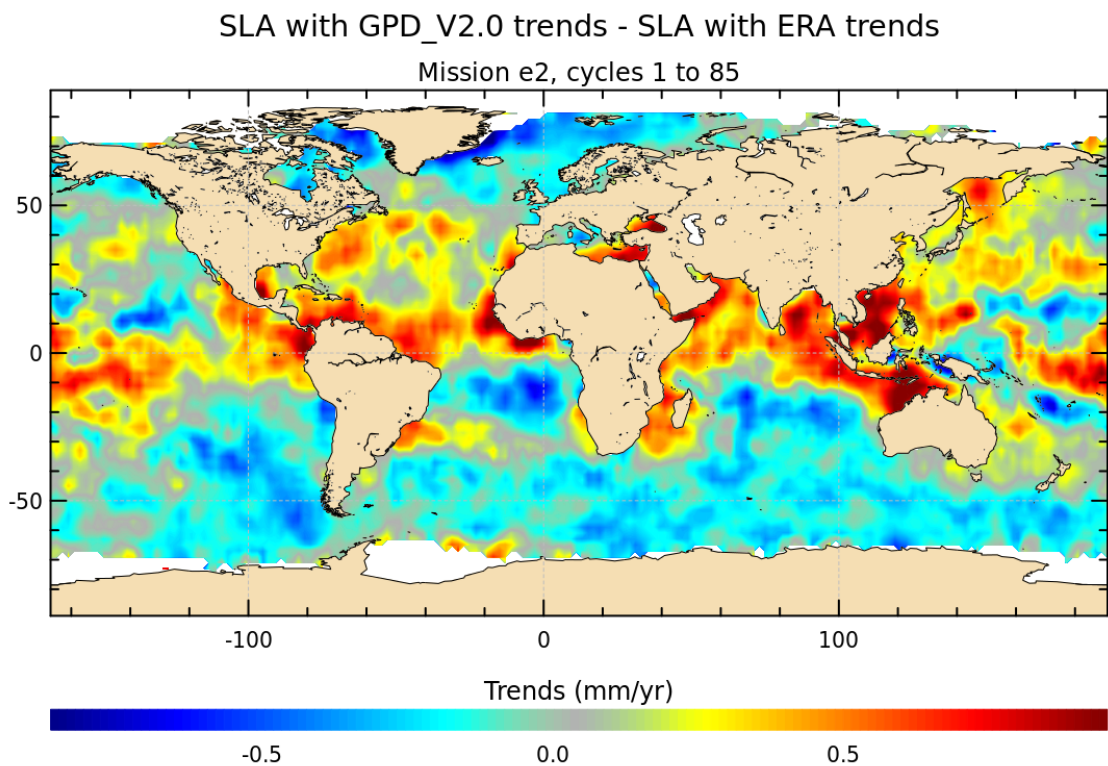 SLA with GPD_V2.0 trends - SLA with ERA trends
Mission e2, cycles 1 to 85
50
0
-50
-100 0 100
Trends (mm/yr)
-0.5 0.0 0.5